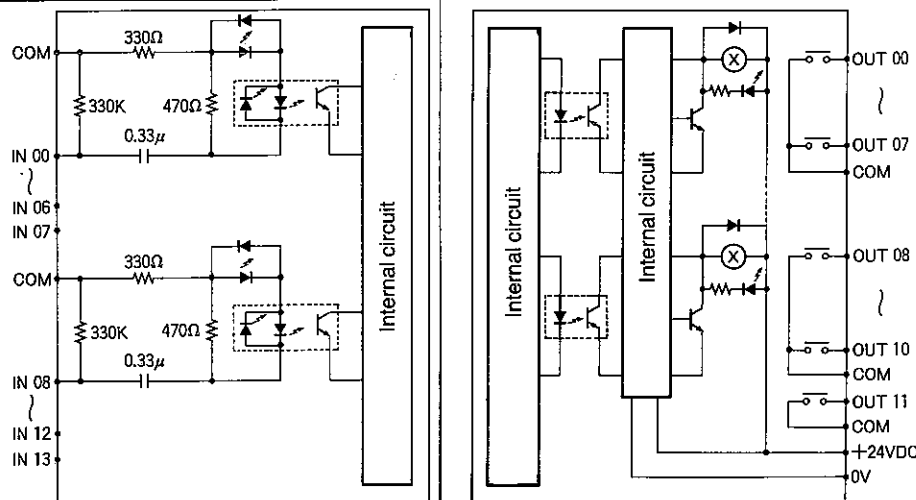 COM
330Ω
330K
470Ω
0.33μ
IN 00
IN 06
IN 07
COM
330Ω
330K
470Ω
0.33μ
IN 08
IN 12
IN 13
Internal circuit
Internal circuit
Internal circuit
X
X
OUT 00
OUT 07
COM
OUT 08
OUT 10
COM
OUT 11
COM
+24VDC
0V